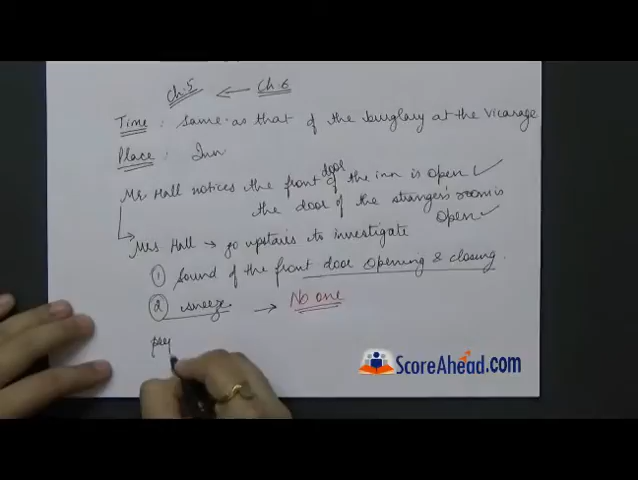 Ch.5 ← Ch.6
Time : Same as that of the burglary at the Vicarage
Place : Inn
Mr Hall notices the front door of the inn is open ✓
the door of the stranger's room is
open ✓
Mrs Hall → go upstairs to investigate
① Sound of the front door opening & closing.
② sneeze. → No one
ScoreAhead.com